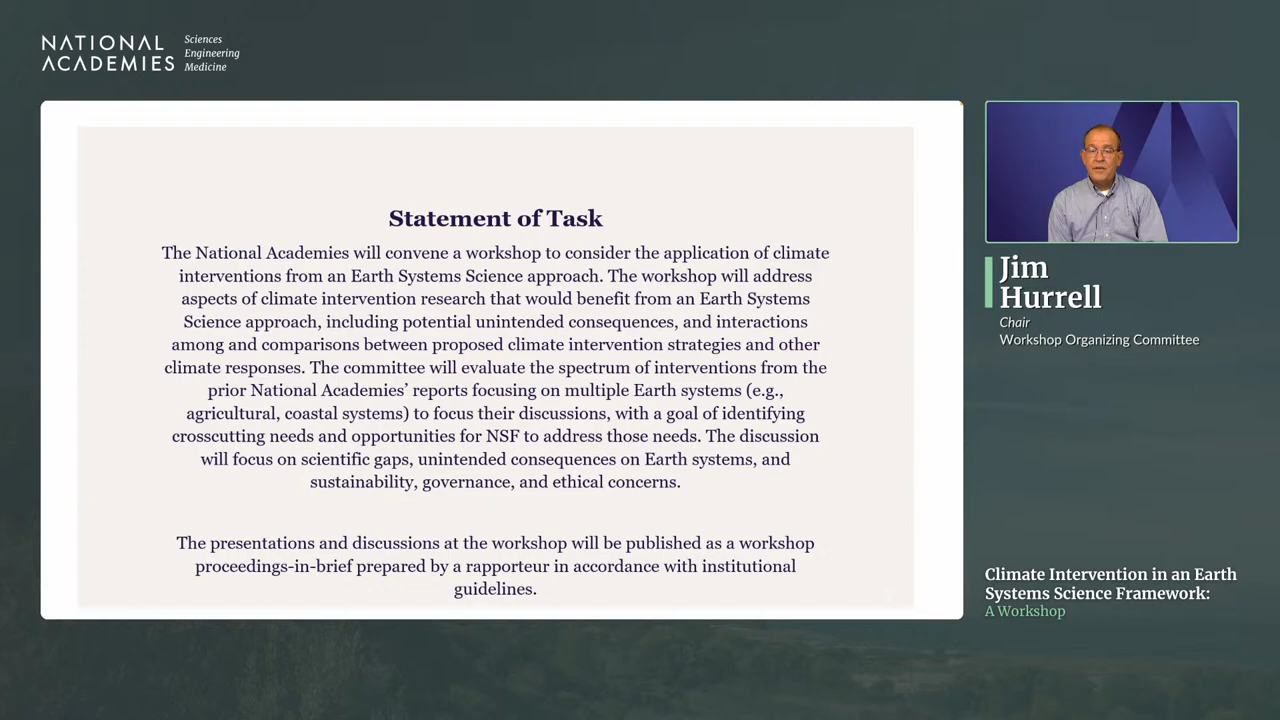 NATIONAL
ACADEMIES
Sciences
Engineering
Medicine
Statement of Task
The National Academies will convene a workshop to consider the application of climate
interventions from an Earth Systems Science approach. The workshop will address
aspects of climate intervention research that would benefit from an Earth Systems
Science approach, including potential unintended consequences, and interactions
among and comparisons between proposed climate intervention strategies and other
climate responses. The committee will evaluate the spectrum of interventions from the
prior National Academies’ reports focusing on multiple Earth systems (e.g.,
agricultural, coastal systems) to focus their discussions, with a goal of identifying
crosscutting needs and opportunities for NSF to address those needs. The discussion
will focus on scientific gaps, unintended consequences on Earth systems, and
sustainability, governance, and ethical concerns.
The presentations and discussions at the workshop will be published as a workshop
proceedings-in-brief prepared by a rapporteur in accordance with institutional
guidelines.
Jim
Hurrell
Chair
Workshop Organizing Committee
Climate Intervention in an Earth
Systems Science Framework:
A Workshop